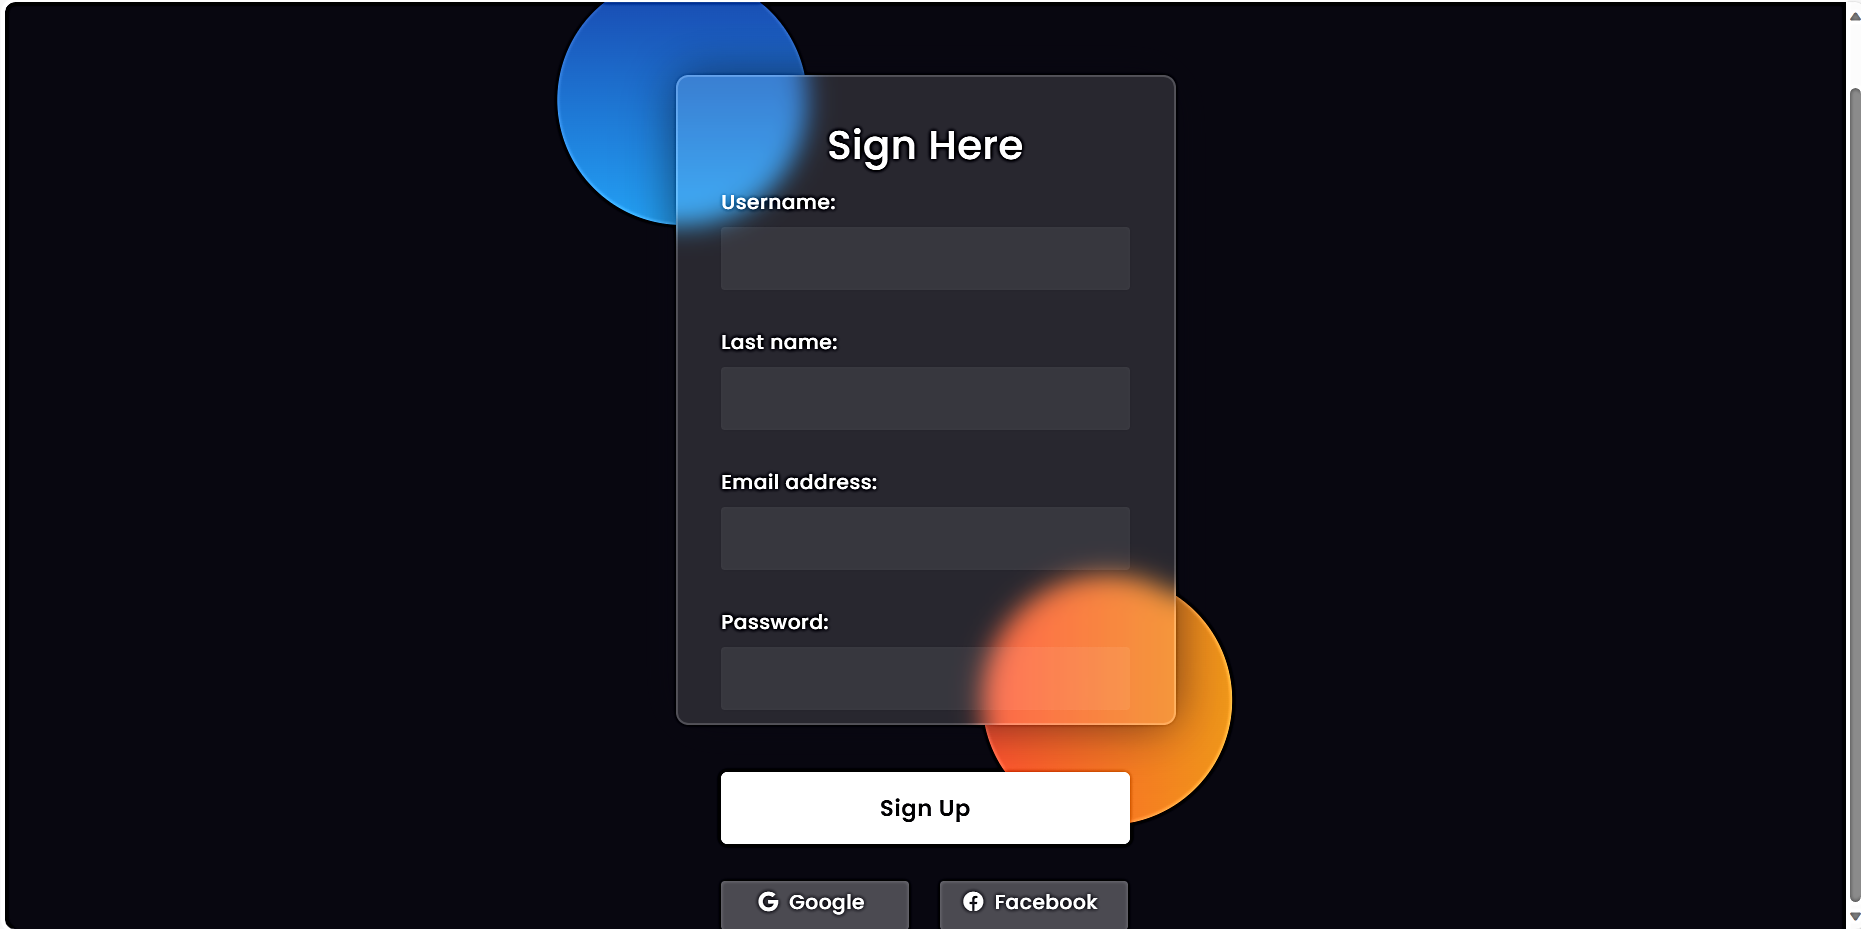 Sign Here
Username:
Last name:
Email address:
Password:
Sign Up
Google
Facebook